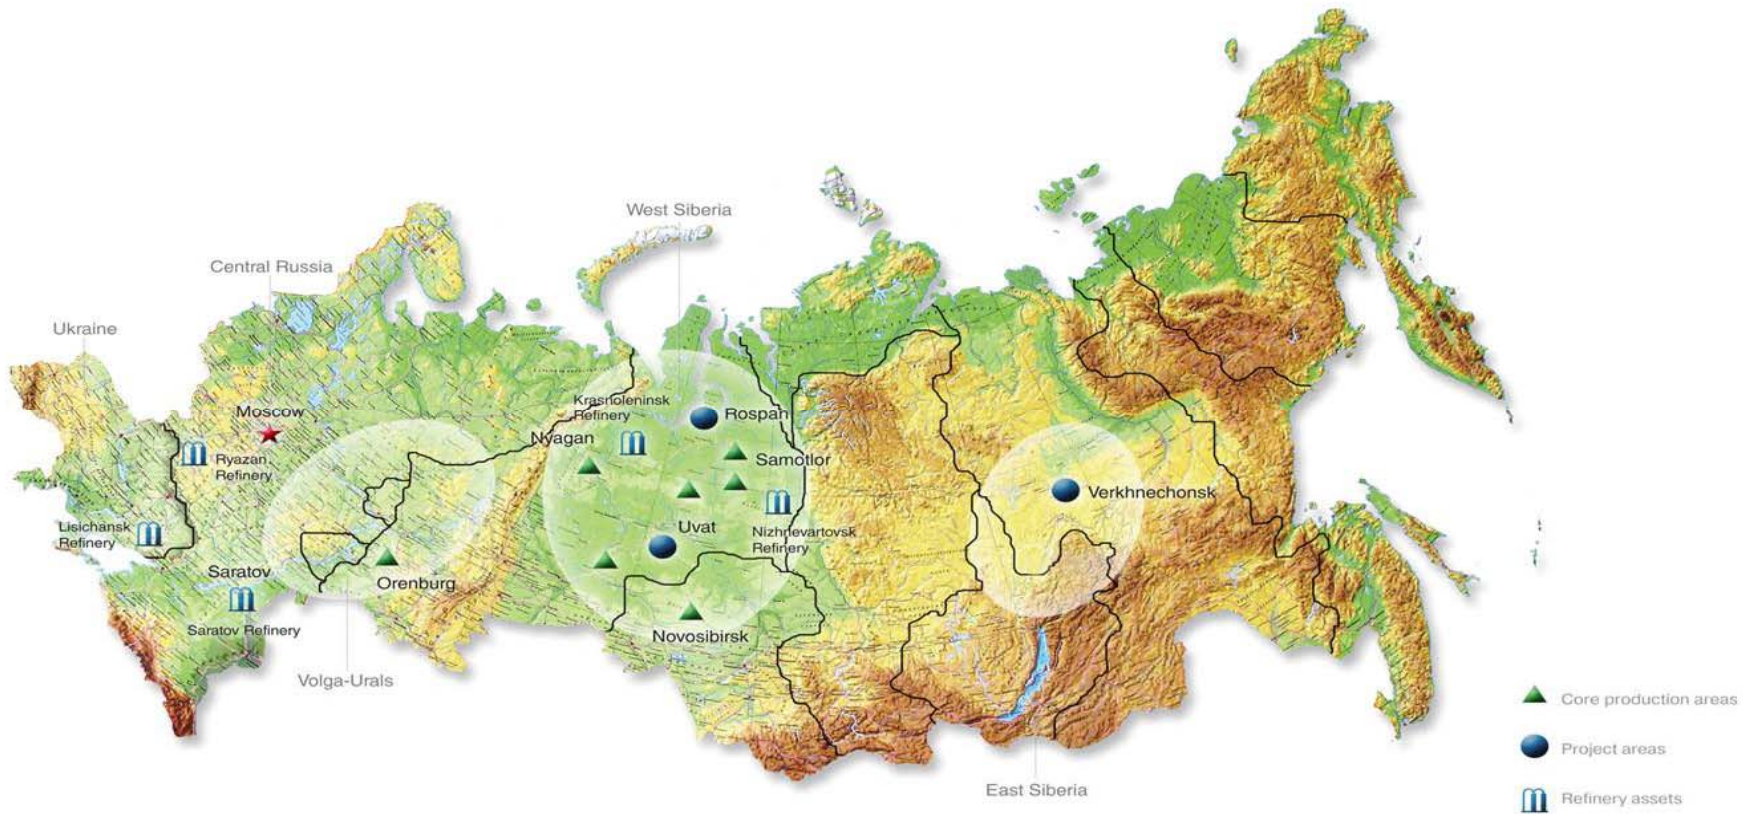 West Siberia
Central Russia
Ukraine
Krasnoleninsk
Refinery
Rospan
Moscow
Nyagan
Samotlor
Ryazan
Refinery
Verkhnechonsk
Lisichansk
Refinery
Uvat
Nizhnevartovsk
Refinery
Saratov
Orenburg
Saratov Refinery
Novosibirsk
Volga-Urals
East Siberia
Core production areas
Project areas
Refinery assets